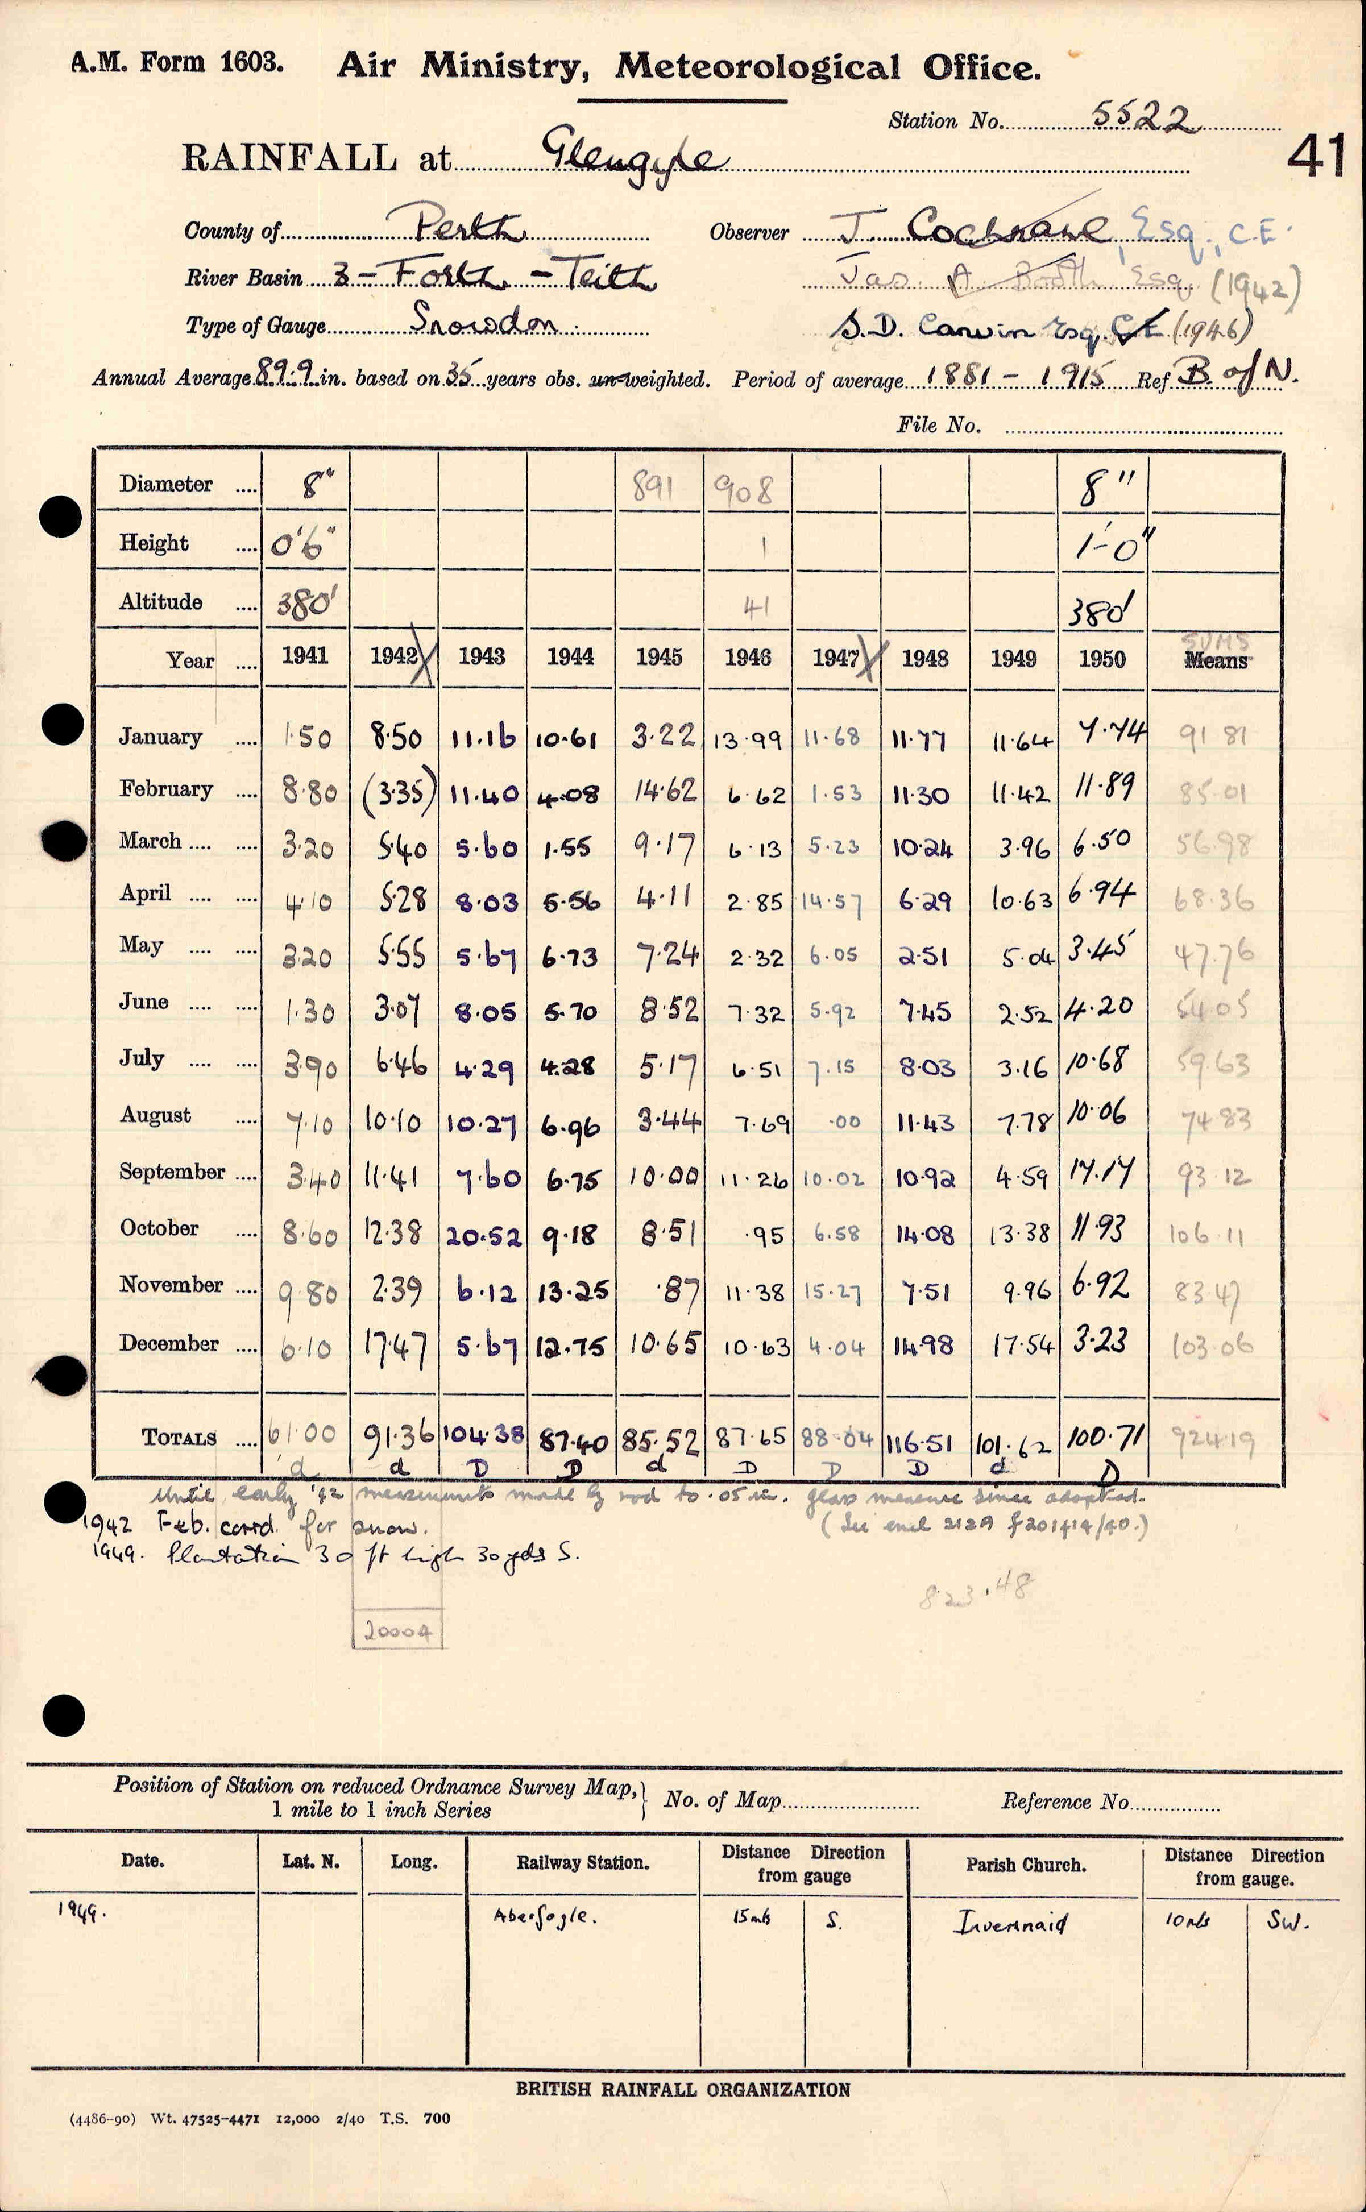 A.M. Form 1603. Air Ministry, Meteorological Office.
Station No. 5522
41
RAINFALL at Glengyle
County of Perth Observer J. Cochrane Esq., C.E.
River Basin 3 - Forth - Teith Jas. A. Booth Esq. (1942)
Type of Gauge Snowdon S.D. Canvin Esq. C.E. (1946)
Annual Average 89.9 in. based on 35 years obs. un-weighted. Period of average 1881 - 1915 Ref. B. of N.
File No.
Diameter .... 8" 891 908 8"
Height .... 0'6" 1 1'-0"
Altitude .... 380' 41 380'
SUMS
Year .... 1941 1942 X 1943 1944 1945 1946 1947 X 1948 1949 1950 Means
January .... 1.50 8.50 11.16 10.61 3.22 13.99 11.68 11.77 11.64 7.74 91 81
February .... 8.80 (3.35) 11.40 4.08 14.62 6.62 1.53 11.30 11.42 11.89 85.01
March .... .... 3.20 5.40 5.60 1.55 9.17 6.13 5.23 10.24 3.96 6.50 56.98
April .... .... 4.10 5.28 8.03 5.56 4.11 2.85 14.57 6.29 10.63 6.94 68.36
May .... .... 3.20 5.55 5.67 6.73 7.24 2.32 6.05 2.51 5.04 3.45 47.76
June .... .... 1.30 3.07 8.05 5.70 8.52 7.32 5.92 7.45 2.52 4.20 54.05
July .... .... 3.90 6.46 4.29 4.28 5.17 6.51 7.15 8.03 3.16 10.68 59.63
August .... 7.10 10.10 10.27 6.96 3.44 7.69 .00 11.43 7.78 10.06 74.83
September .... 3.40 11.41 7.60 6.75 10.00 11.26 10.02 10.92 4.59 17.17 93.12
October .... 8.60 12.38 20.52 9.18 8.51 .95 6.58 14.08 13.38 11.93 106.11
November .... 9.80 2.39 6.12 13.25 .87 11.38 15.27 7.51 9.96 6.92 83.47
December .... 6.10 17.47 5.67 12.75 10.65 10.63 4.04 14.98 17.54 3.23 103.06
TOTALS .... 61.00 91.36 104.38 87.40 85.52 87.65 88.04 116.51 101.62 100.71 924.19
d d D D d D D D d D
Until early '42 measurements made by rod to .05 in. glass measure since adopted.
1942 Feb. corrd. for snow. (See encl 212A f201414/40.)
1949. Plantation 30 ft high 30 yds S.
823.48
20004
Position of Station on reduced Ordnance Survey Map,
1 mile to 1 inch Series
No. of Map Reference No.
Date. Lat. N. Long. Railway Station. Distance Direction from gauge Parish Church. Distance Direction from gauge.
1949. Aberfoyle. 15 mls S. Inversnaid 10 mls SW.
BRITISH RAINFALL ORGANIZATION
(4486-90) Wt. 47525-4471 12,000 2/40 T.S. 700